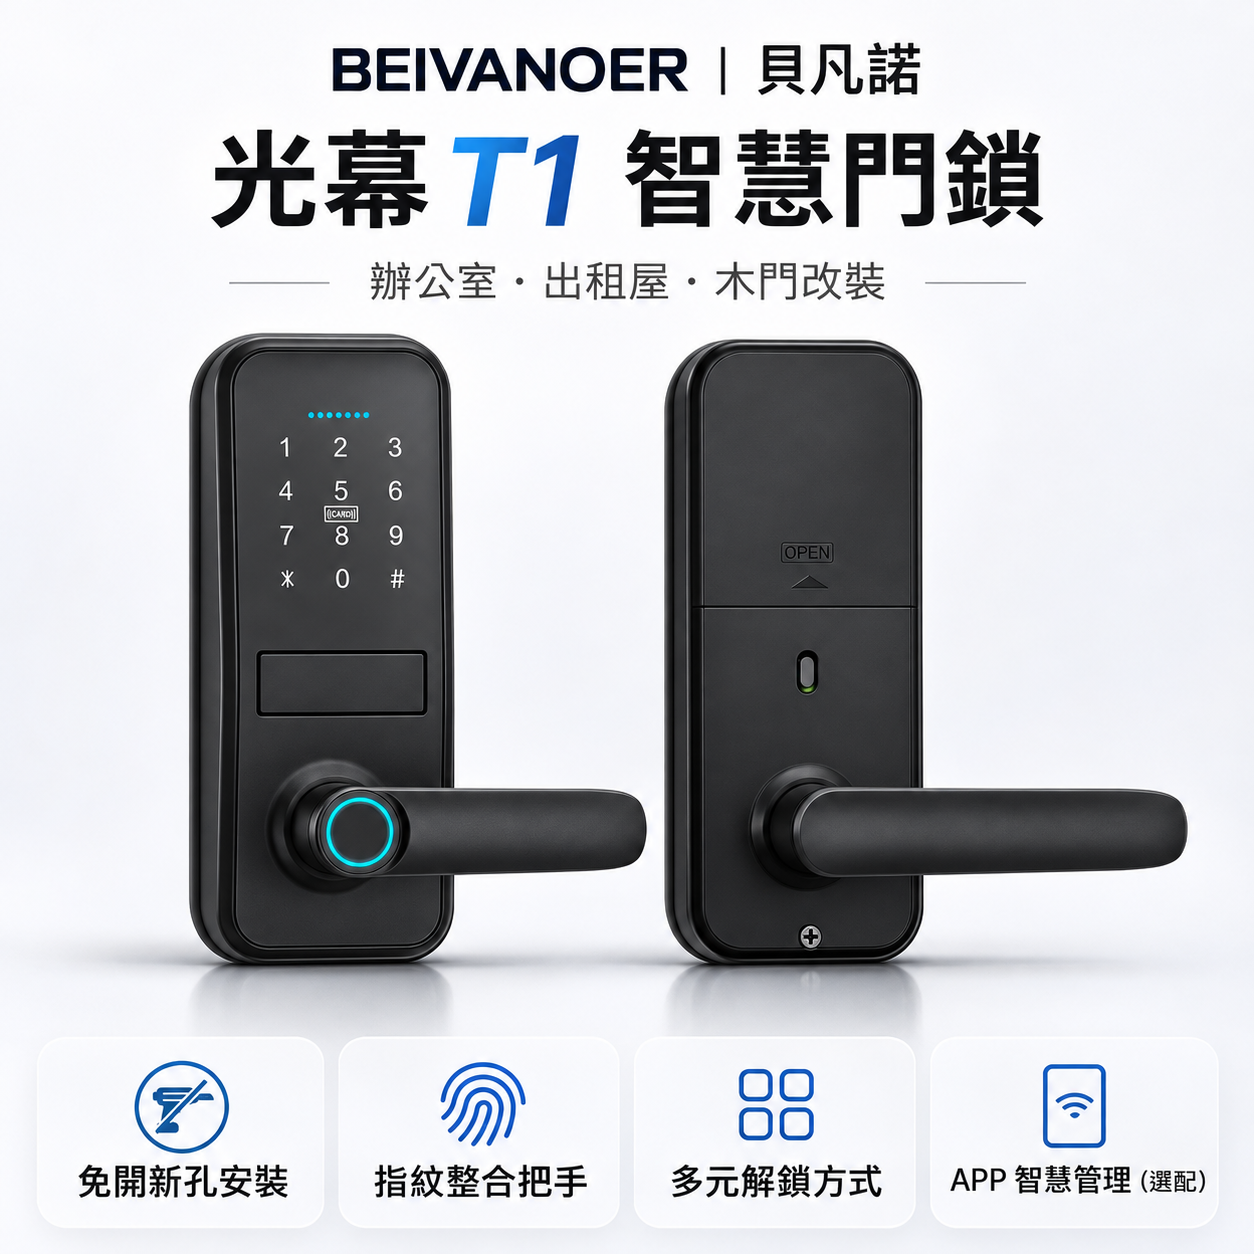 BEIVANOER | 貝凡諾
光幕 T1 智慧門鎖
辦公室・出租屋・木門改裝
1 2 3
4 5 6
((CARD))
7 8 9
* 0 #
OPEN
免開新孔安裝
指紋整合把手
多元解鎖方式
APP 智慧管理(選配)